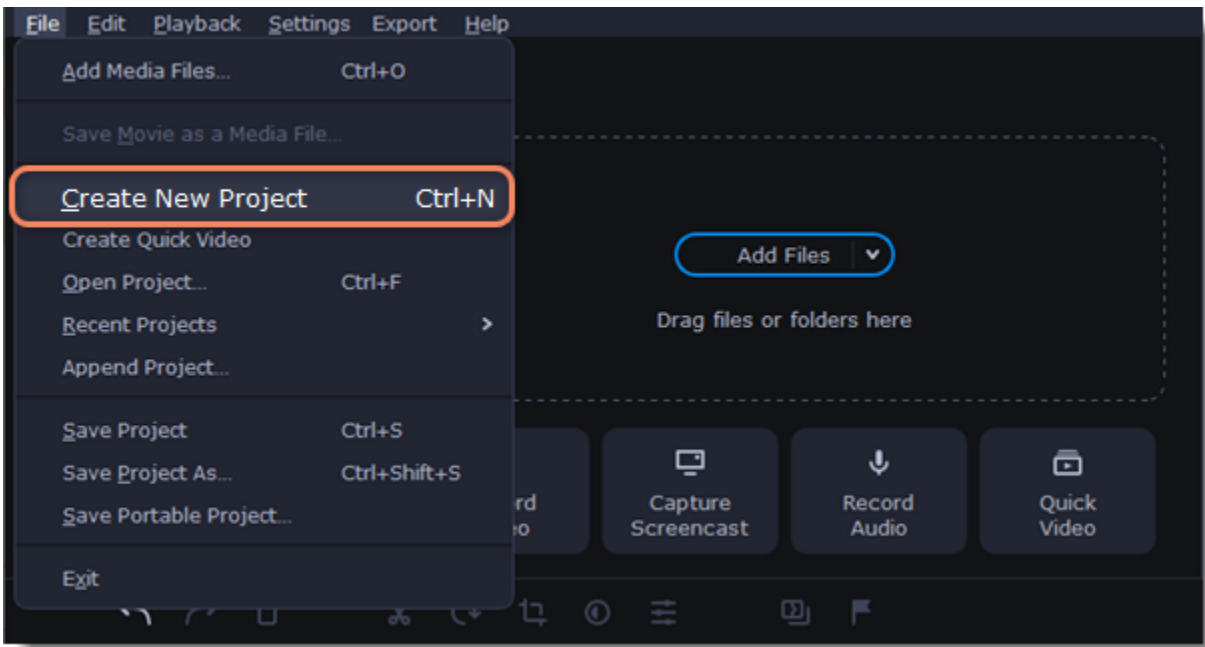 File Edit Playback Settings Export Help
Add Media Files... Ctrl+O
Save Movie as a Media File...
Create New Project Ctrl+N
Create Quick Video
Open Project... Ctrl+F
Recent Projects
Append Project...
Save Project Ctrl+S
Save Project As... Ctrl+Shift+S
Save Portable Project...
Exit
Add Files
Drag files or folders here
Capture
Screencast
Record
Audio
Quick
Video